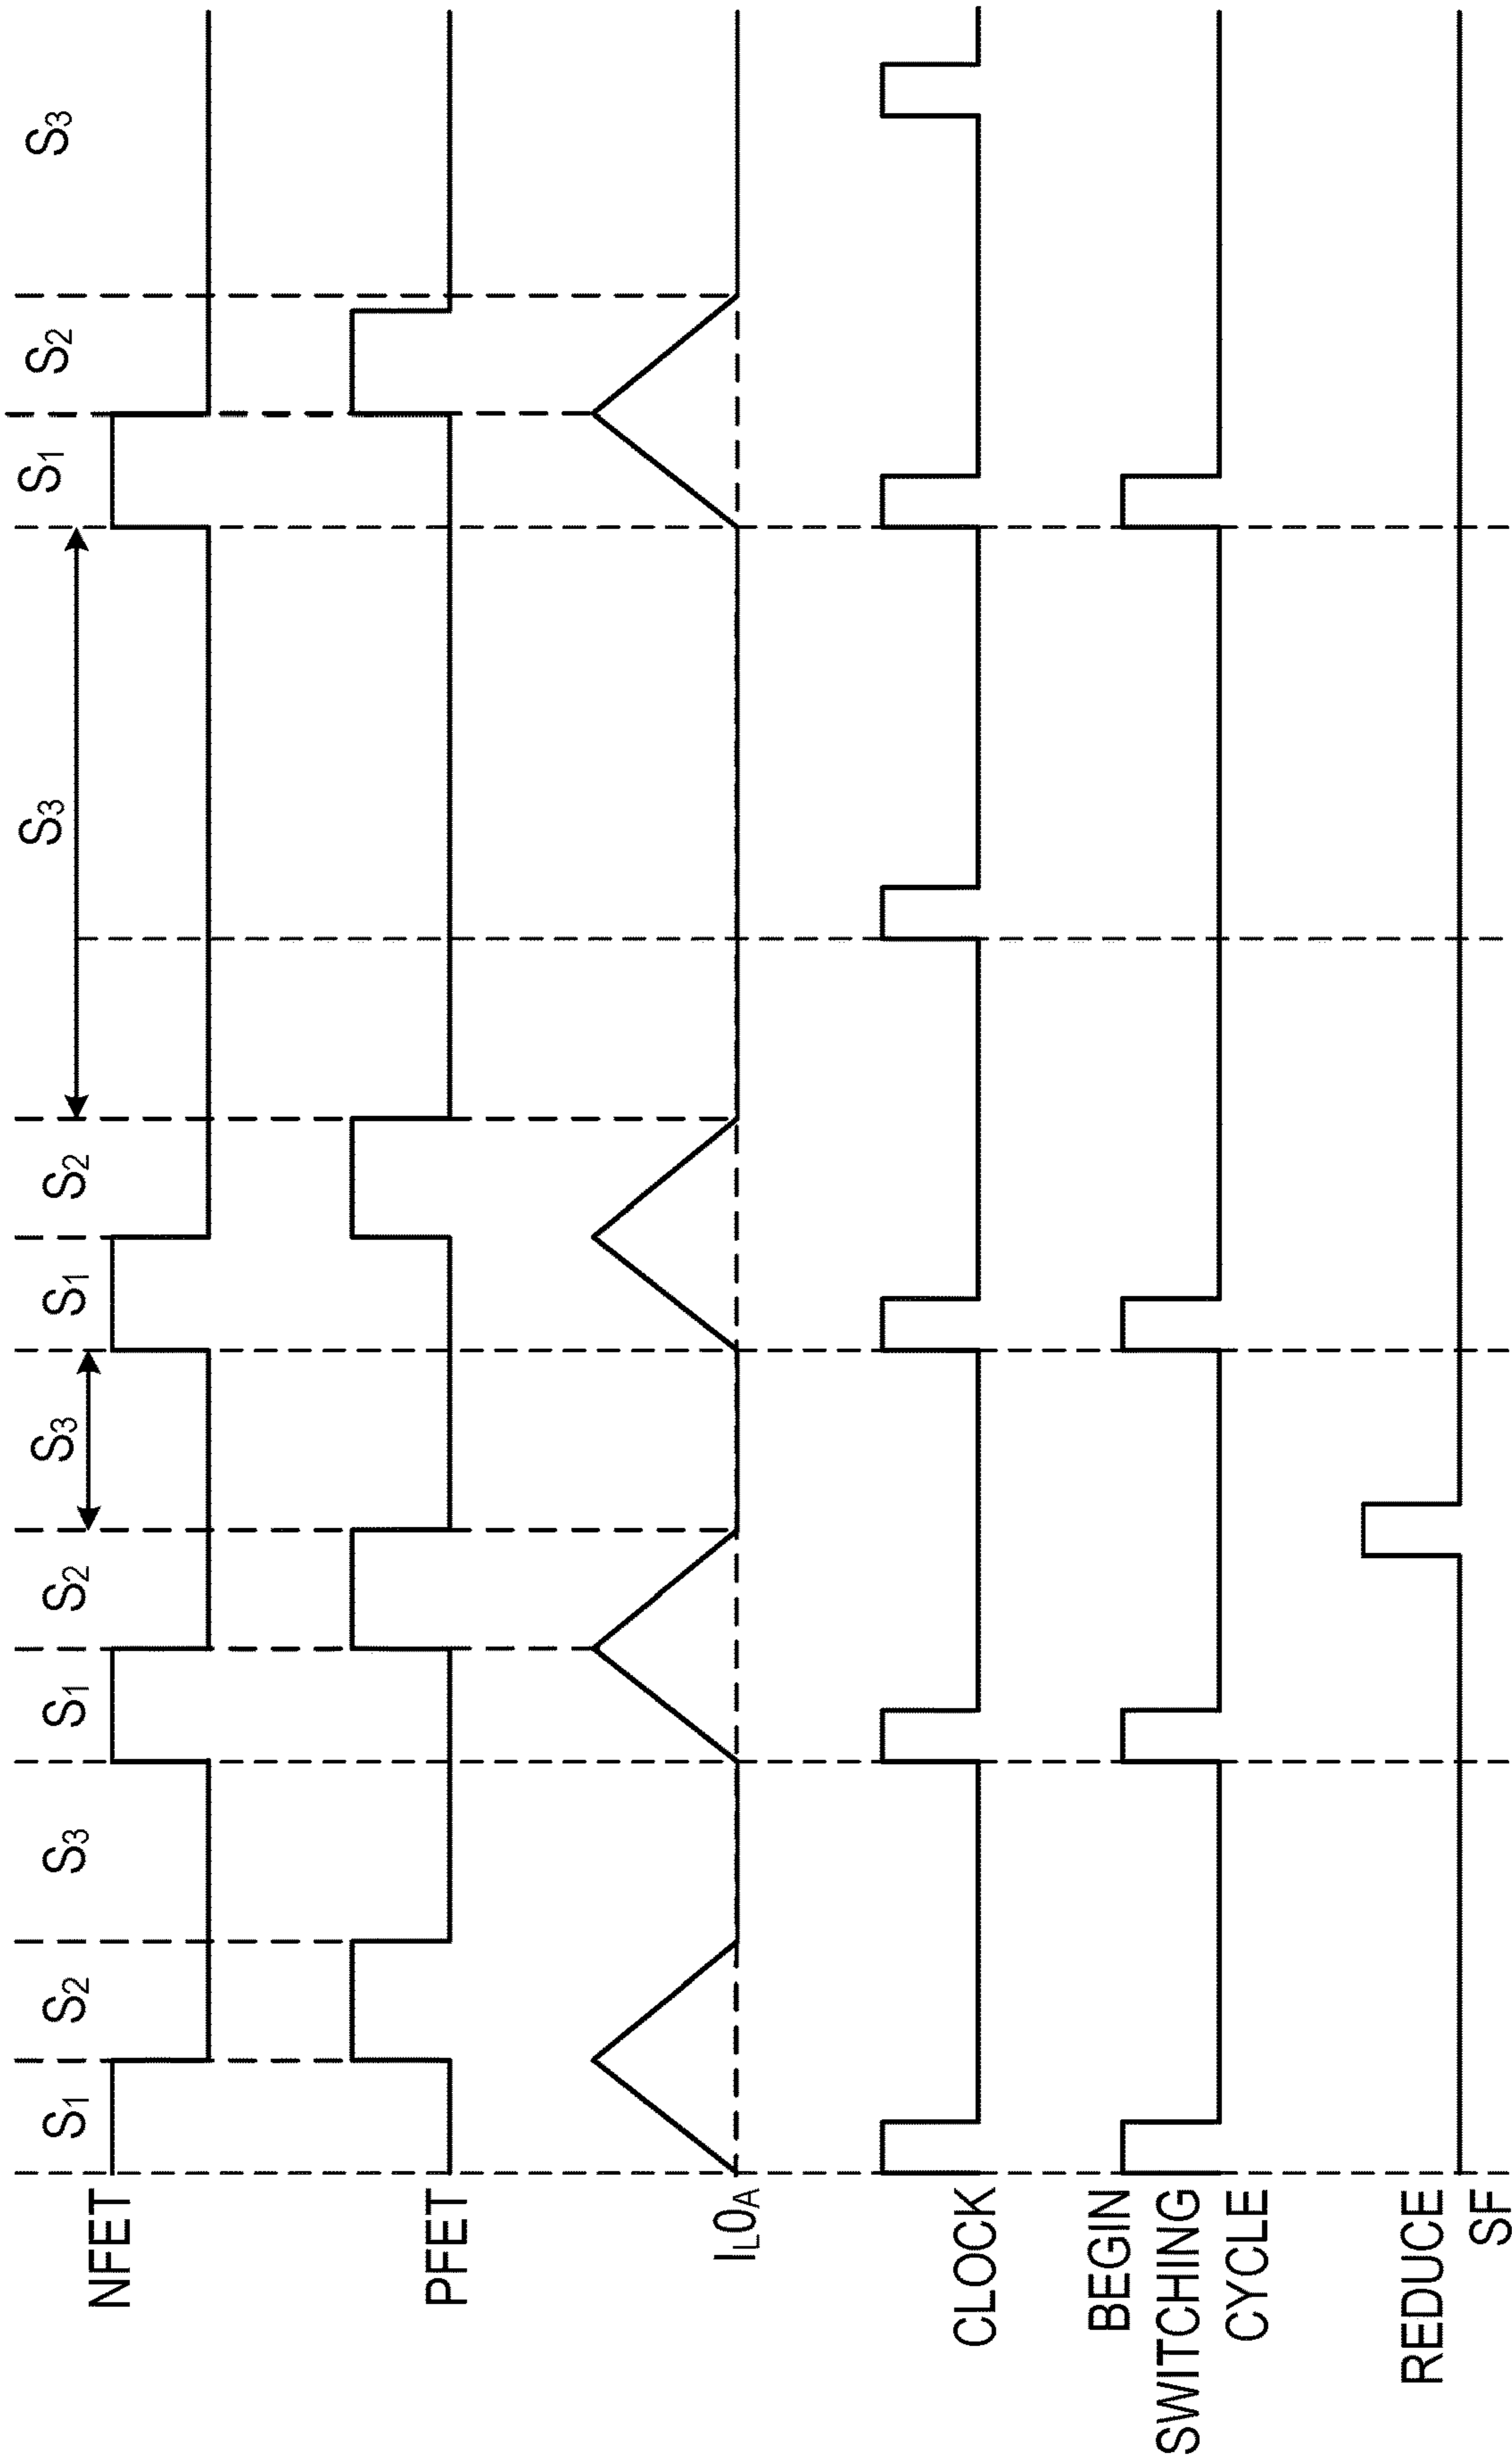 S1 S2 S3 S1 S2 S3 S1 S2 S3 S1 S2 S3
NFET
PFET
IL0A
CLOCK
BEGIN
SWITCHING
CYCLE
REDUCE
SF